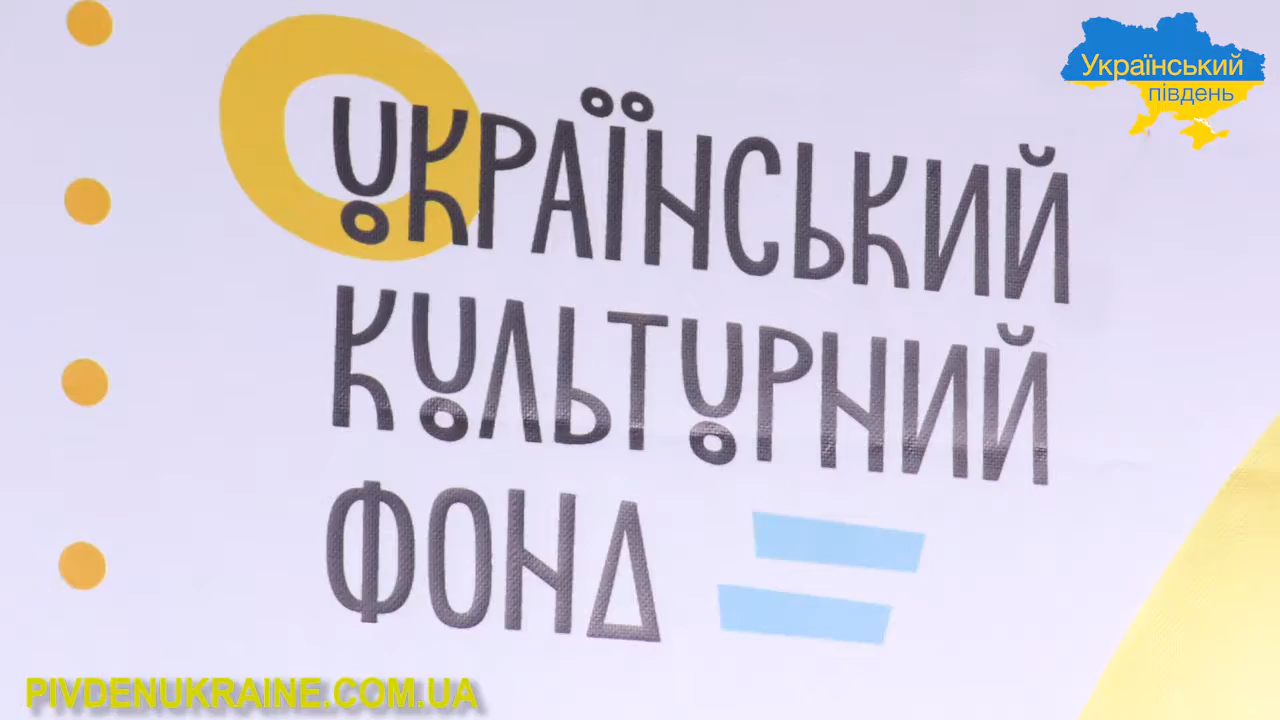 Український
південь
УКРАЇНСЬКИЙ
КУЛЬТУРНИЙ
ФОНД
PIVDENUKRAINE.COM.UA